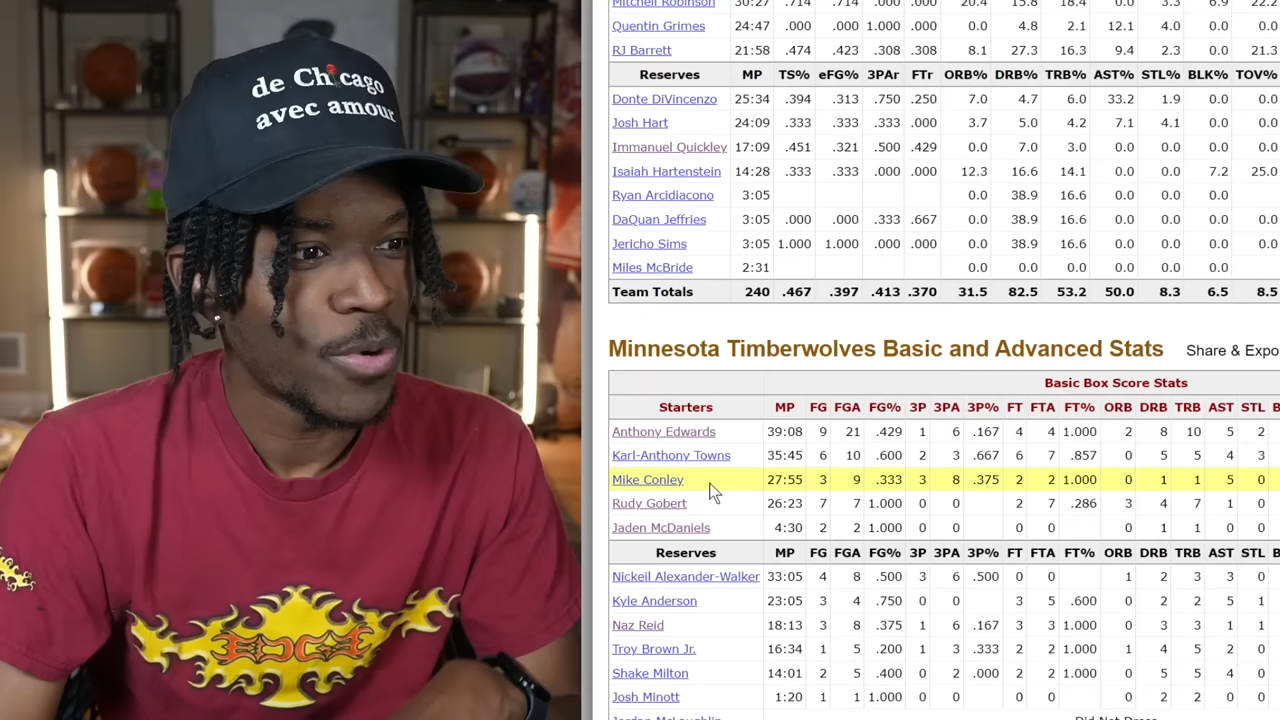 de Chicago
avec amour
EDGE
Mitchell Robinson 30:27 .714 .714 .000 .000 20.4 15.8 18.4 0.0 3.3 6.9 22.2
Quentin Grimes 24:47 .000 .000 1.000 .000 0.0 4.8 2.1 12.1 4.0 0.0 0.0
RJ Barrett 21:58 .474 .423 .308 .308 8.1 27.3 16.3 9.4 2.3 0.0 21.3
Reserves MP TS% eFG% 3PAr FTr ORB% DRB% TRB% AST% STL% BLK% TOV%
Donte DiVincenzo 25:34 .394 .313 .750 .250 7.0 4.7 6.0 33.2 1.9 0.0 0.0
Josh Hart 24:09 .333 .333 .333 .000 3.7 5.0 4.2 7.1 4.1 0.0 0.0
Immanuel Quickley 17:09 .451 .321 .500 .429 0.0 7.0 3.0 0.0 0.0 0.0 0.0
Isaiah Hartenstein 14:28 .333 .333 .000 .000 12.3 16.6 14.1 0.0 0.0 7.2 25.0
Ryan Arcidiacono 3:05 0.0 38.9 16.6 0.0 0.0 0.0
DaQuan Jeffries 3:05 .000 .000 .333 .667 0.0 38.9 16.6 0.0 0.0 0.0 0.0
Jericho Sims 3:05 1.000 1.000 .000 .000 0.0 38.9 16.6 0.0 0.0 0.0 0.0
Miles McBride 2:31 0.0 0.0 0.0 0.0 0.0 0.0
Team Totals 240 .467 .397 .413 .370 31.5 82.5 53.2 50.0 8.3 6.5 8.5
Minnesota Timberwolves Basic and Advanced Stats Share & Expo
Basic Box Score Stats
Starters MP FG FGA FG% 3P 3PA 3P% FT FTA FT% ORB DRB TRB AST STL B
Anthony Edwards 39:08 9 21 .429 1 6 .167 4 4 1.000 2 8 10 5 2
Karl-Anthony Towns 35:45 6 10 .600 2 3 .667 6 7 .857 0 5 5 4 3
Mike Conley 27:55 3 9 .333 3 8 .375 2 2 1.000 0 1 1 5 0
Rudy Gobert 26:23 7 7 1.000 0 0 2 7 .286 3 4 7 1 0
Jaden McDaniels 4:30 2 2 1.000 0 0 0 0 0 1 1 0 0
Reserves MP FG FGA FG% 3P 3PA 3P% FT FTA FT% ORB DRB TRB AST STL B
Nickeil Alexander-Walker 33:05 4 8 .500 3 6 .500 0 0 1 2 3 3 0
Kyle Anderson 23:05 3 4 .750 0 0 3 5 .600 0 2 2 5 1
Naz Reid 18:13 3 8 .375 1 6 .167 3 3 1.000 0 3 3 1 1
Troy Brown Jr. 16:34 1 5 .200 1 3 .333 2 2 1.000 1 4 5 2 0
Shake Milton 14:01 2 5 .400 0 2 .000 2 2 1.000 0 5 5 4 0
Josh Minott 1:20 1 1 1.000 0 0 0 0 0 2 2 0 0
Jordan McLaughlin Did Not Dress